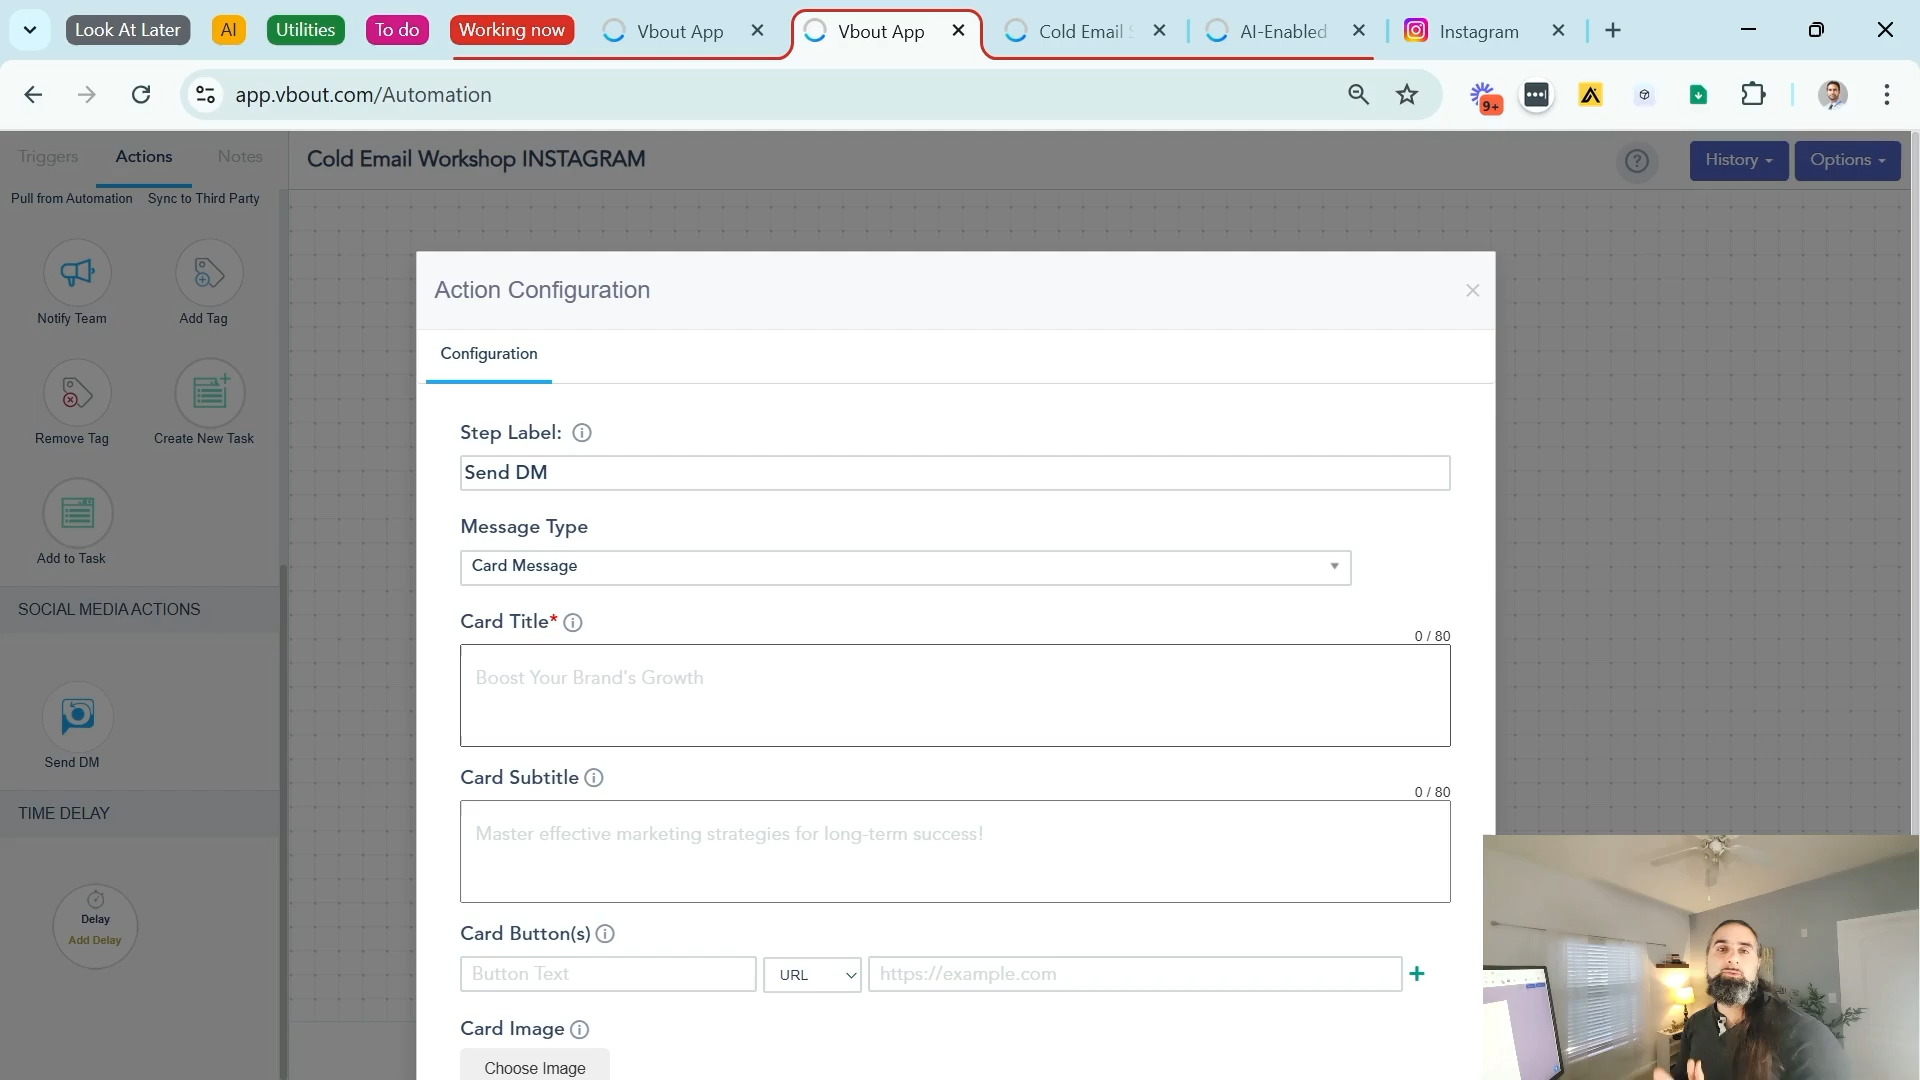 Look At Later
AI
Utilities
To do
Working now
Vbout App
Vbout App
Cold Email S
AI-Enabled
Instagram
app.vbout.com/Automation
9+
Triggers
Actions
Notes
Cold Email Workshop INSTAGRAM
History
Options
Pull from Automation
Sync to Third Party
Notify Team
Add Tag
Remove Tag
Create New Task
Add to Task
SOCIAL MEDIA ACTIONS
Send DM
TIME DELAY
Delay
Add Delay
Action Configuration
Configuration
Step Label:
Send DM
Message Type
Card Message
Card Title*
0 / 80
Boost Your Brand's Growth
Card Subtitle
0 / 80
Master effective marketing strategies for long-term success!
Card Button(s)
Button Text
URL
https://example.com
Card Image
Choose Image